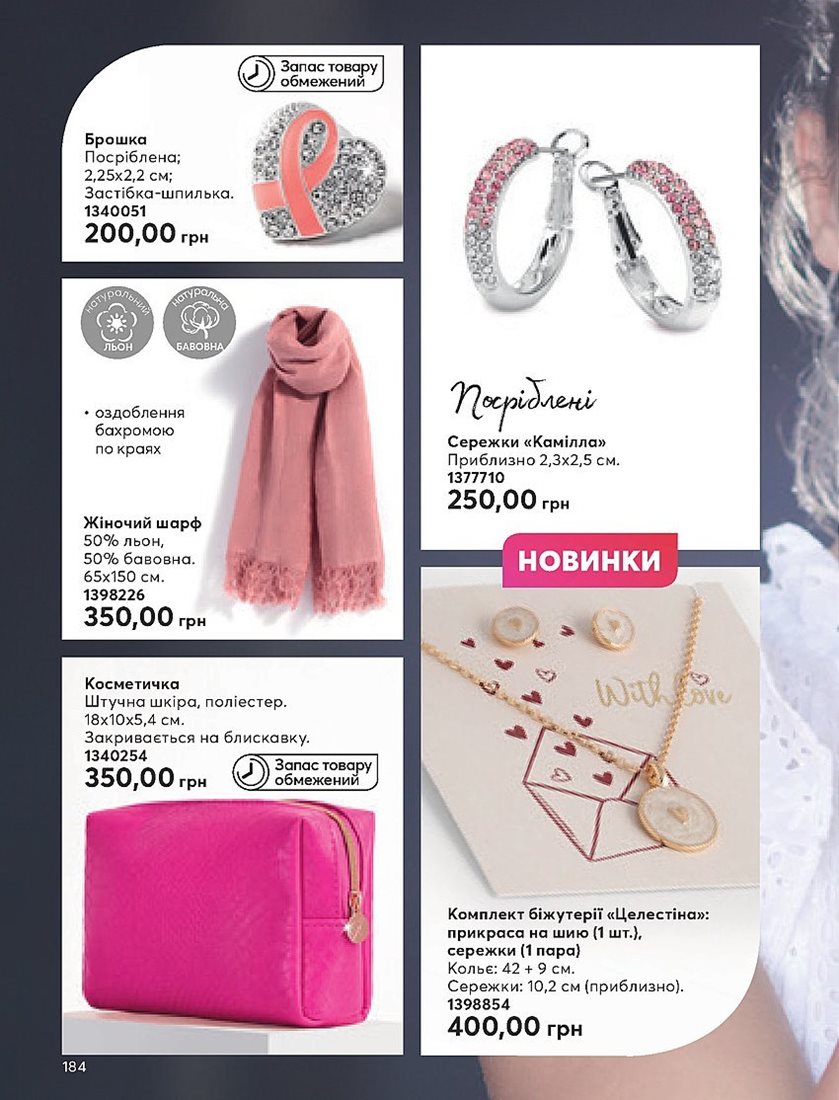 Запас товару
обмежений
Брошка
Посріблена;
2,25х2,2 см;
Застібка-шпилька.
1340051
200,00 грн
натуральний
ЛЬОН
натуральна
БАВОВНА
• оздоблення
бахромою
по краях
Жіночий шарф
50% льон,
50% бавовна.
65х150 см.
1398226
350,00 грн
Косметичка
Штучна шкіра, поліестер.
18х10х5,4 см.
Закривається на блискавку.
1340254
350,00 грн
Запас товару
обмежений
Посріблені
Сережки «Камілла»
Приблизно 2,3х2,5 см.
1377710
250,00 грн
НОВИНКИ
With love
Комплект біжутерії «Целестіна»:
прикраса на шию (1 шт.),
сережки (1 пара)
Кольє: 42 + 9 см.
Сережки: 10,2 см (приблизно).
1398854
400,00 грн
184